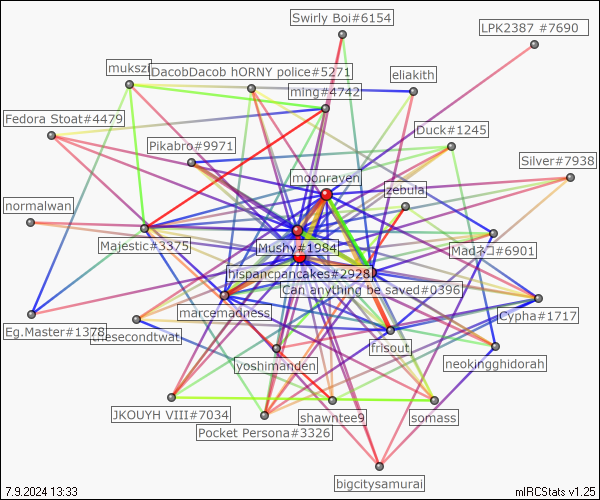 Swirly Boi#6154
LPK2387 #7690
mukszi
DacobDacob hORNY police#5271
eliakith
ming#4742
Fedora Stoat#4479
Duck#1245
Pikabro#9971
Silver#7938
moonraven
zebula
normalwan
Majestic#3375
Mushy#1984
Madネコ#6901
hispancpancakes#2928
Can anything be saved#0396
marcemadness
Cypha#1717
Eg.Master#1378
thesecondtwat
frisout
yoshimanden
neokingghidorah
JKOUYH VIII#7034
shawntee9
somass
Pocket Persona#3326
bigcitysamurai
7.9.2024 13:33
mIRCStats v1.25